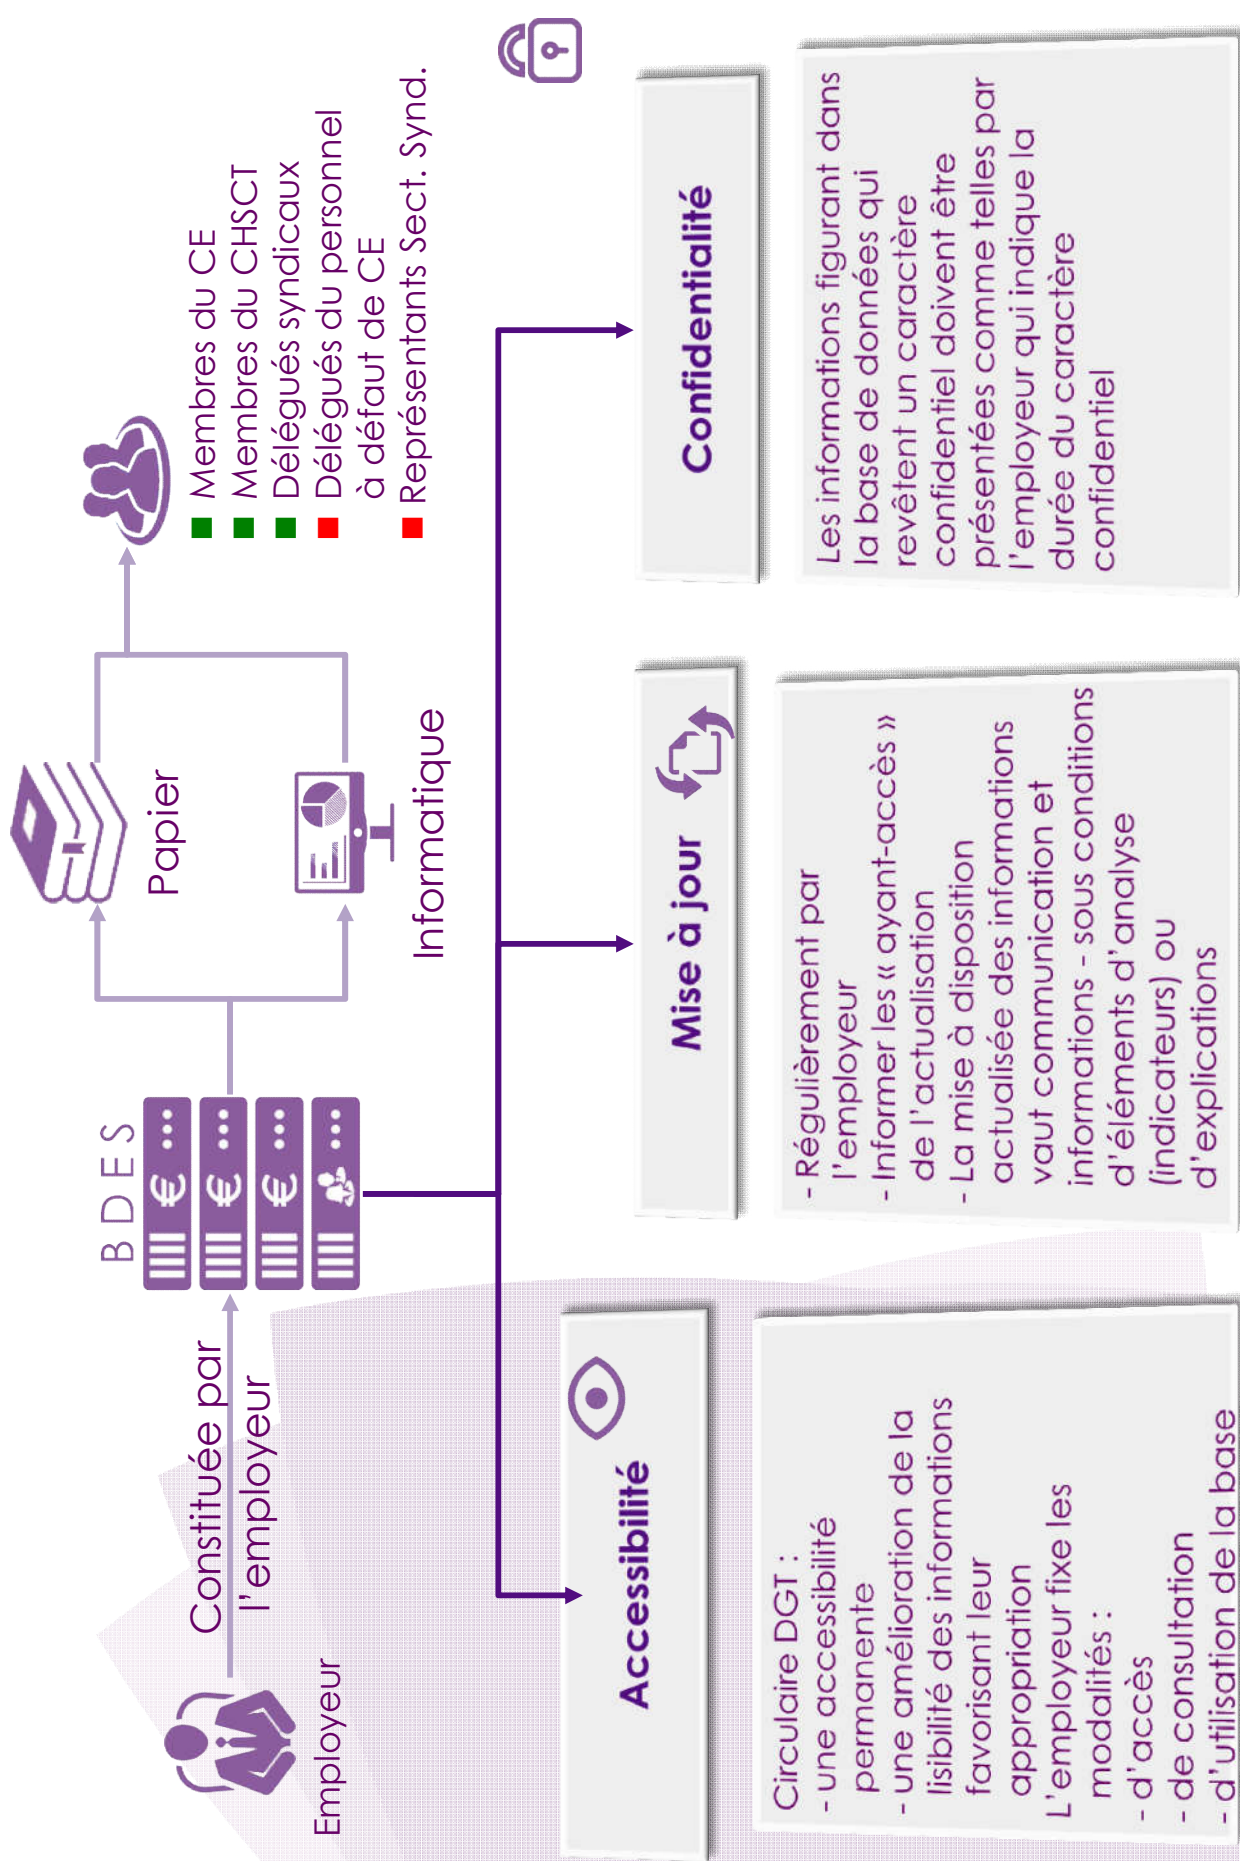 Employeur
Constituée par
l'employeur
BDES
Papier
Informatique
Membres du CE
Membres du CHSCT
Délégués syndicaux
Délégués du personnel
à défaut de CE
Représentants Sect. Synd.
Accessibilité
Circulaire DGT :
- une accessibilité
permanente
- une amélioration de la
lisibilité des informations
favorisant leur
appropriation
L'employeur fixe les
modalités :
- d'accès
- de consultation
- d'utilisation de la base
Mise à jour
- Régulièrement par
l'employeur
- Informer les « ayant-accès »
de l'actualisation
- La mise à disposition
actualisée des informations
vaut communication et
informations - sous conditions
d'éléments d'analyse
(indicateurs) ou
d'explications
Confidentialité
Les informations figurant dans
la base de données qui
revêtent un caractère
confidentiel doivent être
présentées comme telles par
l'employeur qui indique la
durée du caractère
confidentiel